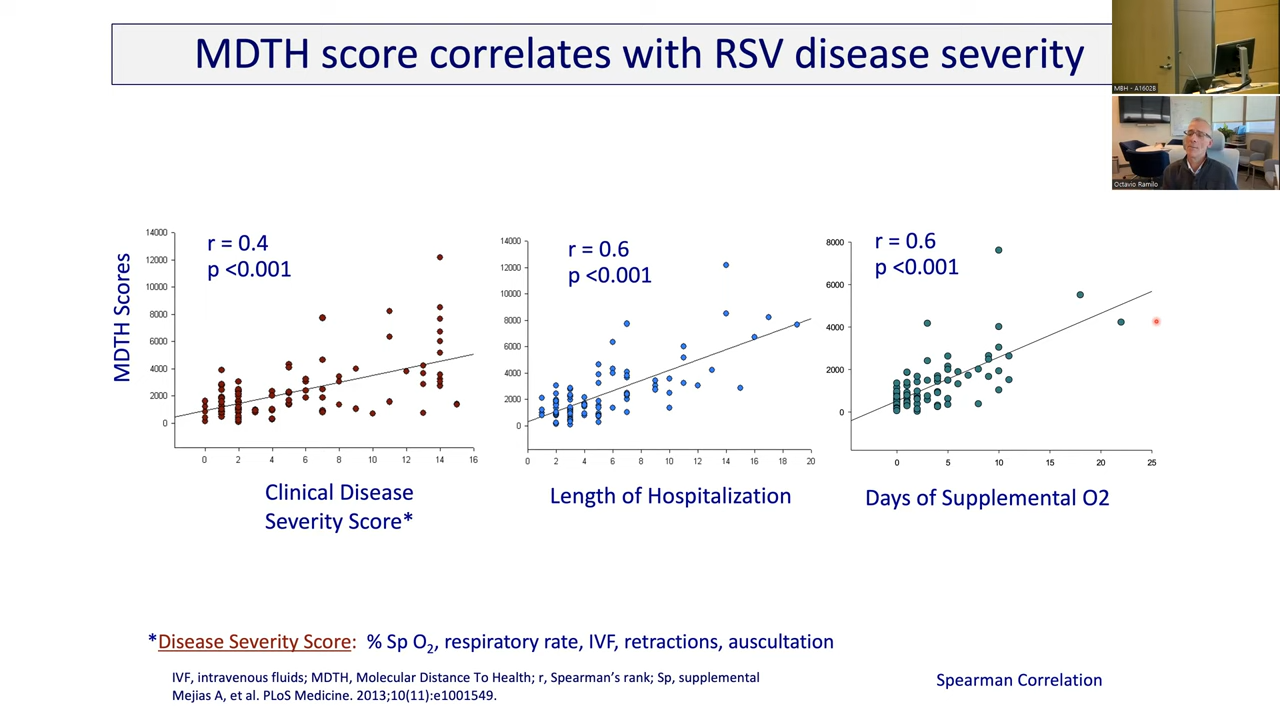 MDTH score correlates with RSV disease severity
MBH - A1602B
Octavio Ramilo
MDTH Scores
r = 0.4
p <0.001
14000
12000
10000
8000
6000
4000
2000
0
0 2 4 6 8 10 12 14 16
Clinical Disease
Severity Score*
r = 0.6
p <0.001
14000
12000
10000
8000
6000
4000
2000
0
0 2 4 6 8 10 12 14 16 18 20
Length of Hospitalization
r = 0.6
p <0.001
8000
6000
4000
2000
0
0 5 10 15 20 25
Days of Supplemental O2
*Disease Severity Score: % Sp O2, respiratory rate, IVF, retractions, auscultation
IVF, intravenous fluids; MDTH, Molecular Distance To Health; r, Spearman's rank; Sp, supplemental
Mejias A, et al. PLoS Medicine. 2013;10(11):e1001549.
Spearman Correlation